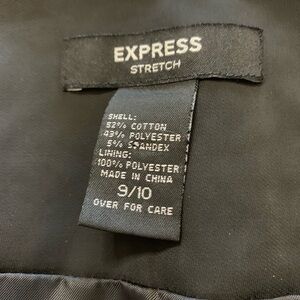 EXPRESS
STRETCH
SHELL:
52% COTTON
43% POLYESTER
5% SPANDEX
LINING:
100% POLYESTER
MADE IN CHINA
9/10
OVER FOR CARE